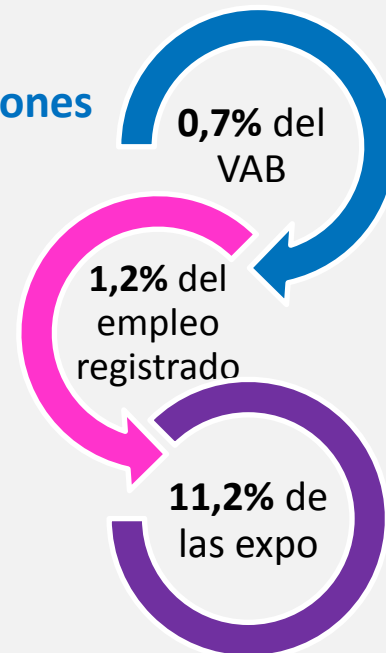 ones
0,7% del
VAB
1,2% del
empleo
registrado
11,2% de
las expo